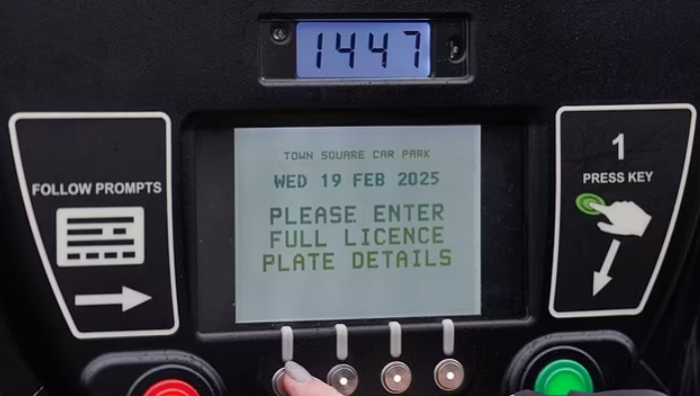 1447
TOWN SQUARE CAR PARK
WED 19 FEB 2025
PLEASE ENTER
FULL LICENCE
PLATE DETAILS
FOLLOW PROMPTS
1
PRESS KEY